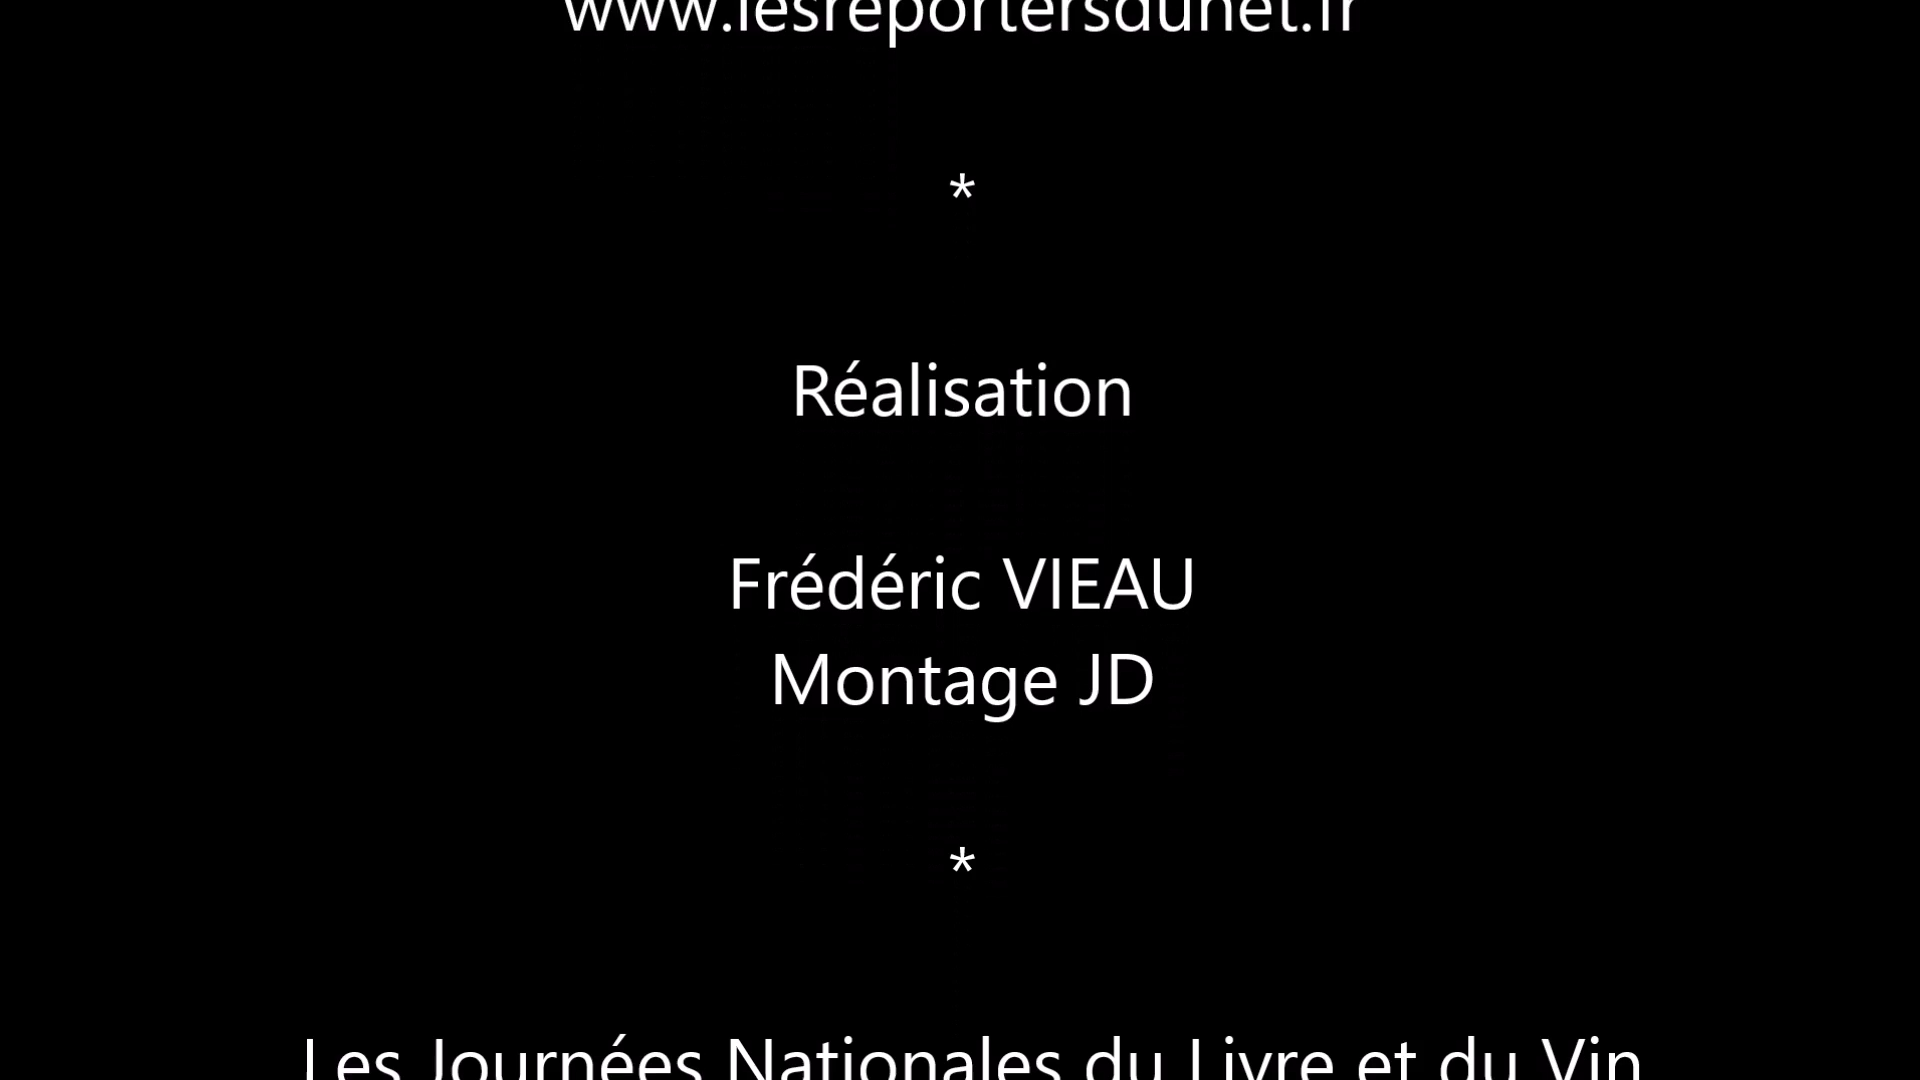 www.lesreportersdunet.fr
*
Réalisation
Frédéric VIEAU
Montage JD
*
Les Journées Nationales du Livre et du Vin